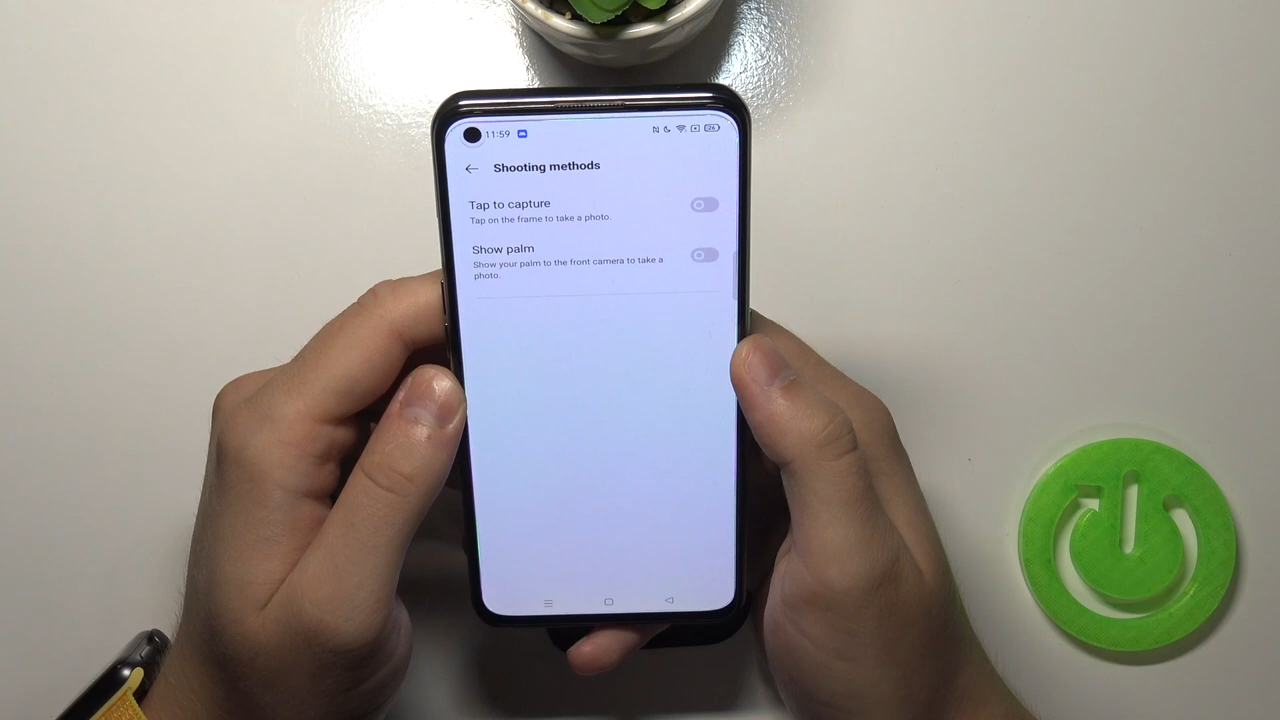 11:59
Shooting methods
Tap to capture
Tap on the frame to take a photo.
Show palm
Show your palm to the front camera to take a
photo.